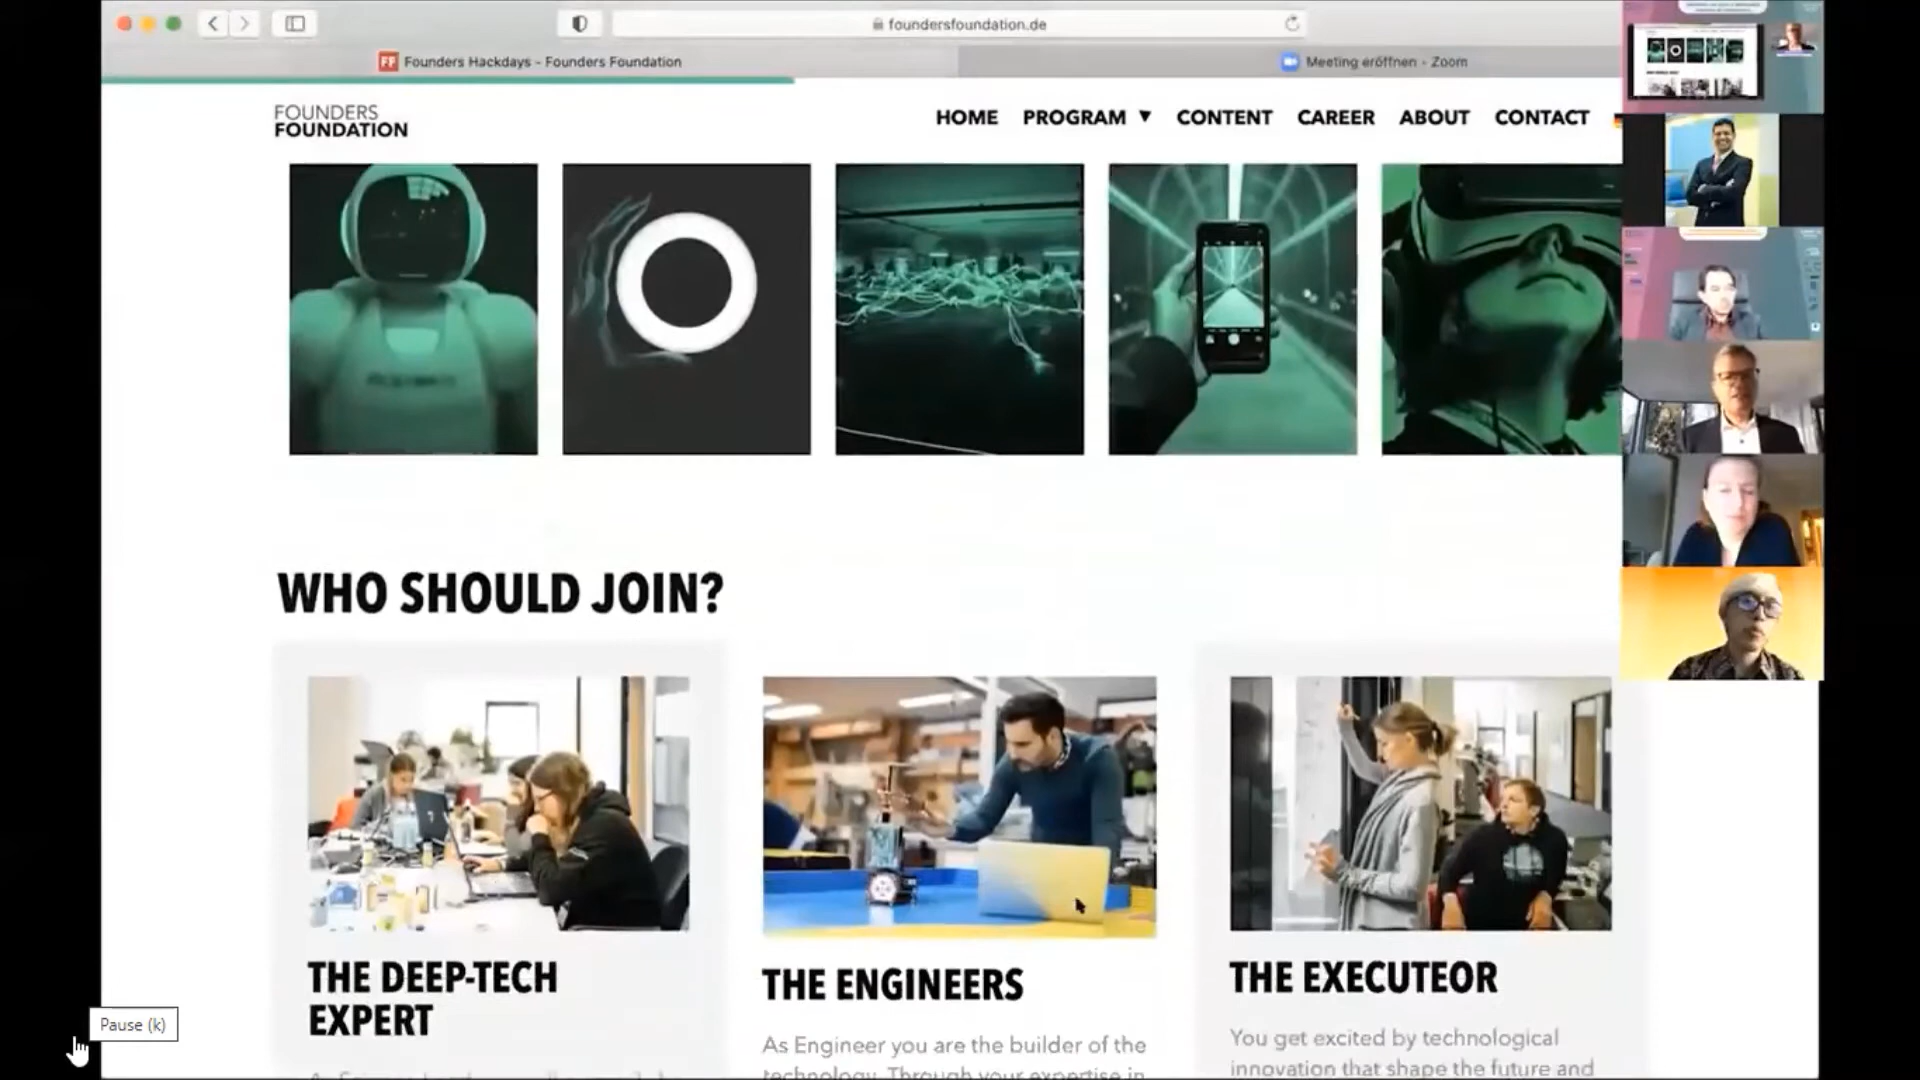 foundersfoundation.de
FF Founders Hackdays - Founders Foundation
Meeting eröffnen - Zoom
FOUNDERS
FOUNDATION
HOME PROGRAM ▼ CONTENT CAREER ABOUT CONTACT
WHO SHOULD JOIN?
THE DEEP-TECH
EXPERT
THE ENGINEERS
As Engineer you are the builder of the
technology. Through your expertise in
THE EXECUTEOR
You get excited by technological
innovation that shape the future and
Pause (k)